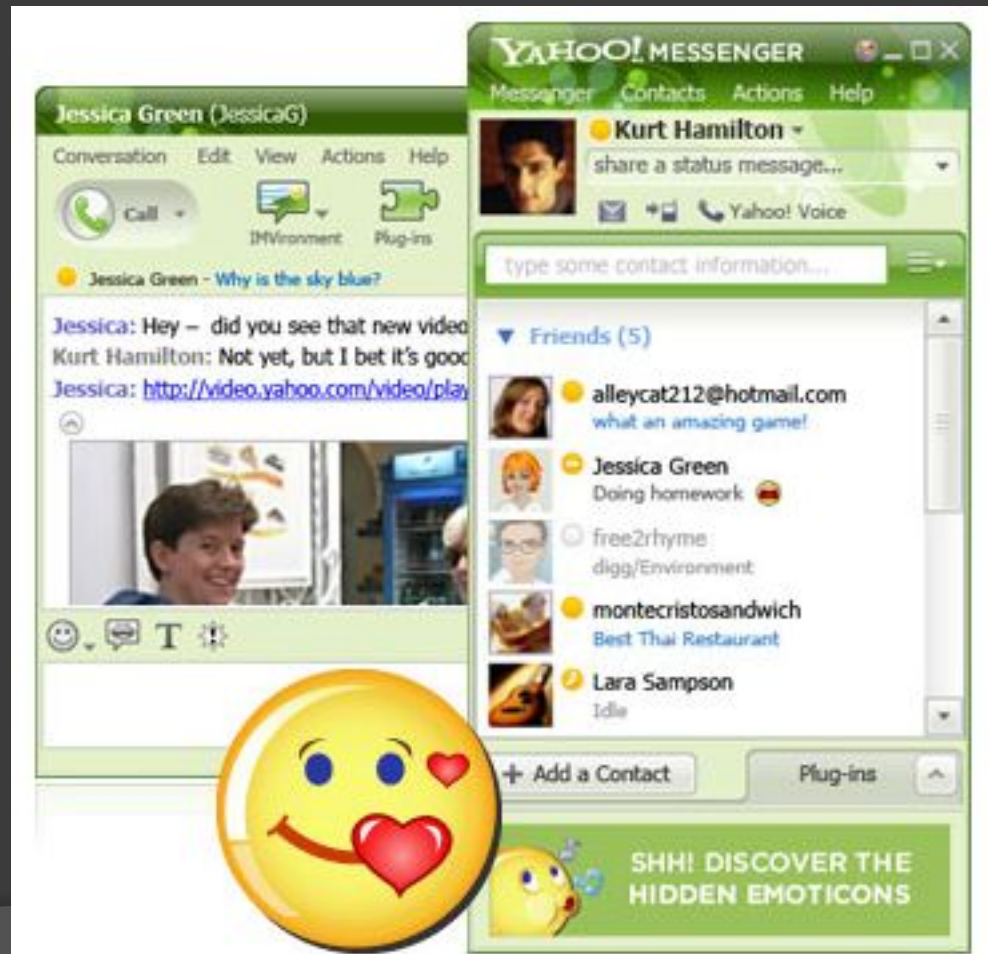 Jessica Green (JessicaG)
Conversation Edit View Actions Help
Call
IMVironment Plug-ins
Jessica Green - Why is the sky blue?
Jessica: Hey – did you see that new video
Kurt Hamilton: Not yet, but I bet it's good
Jessica: http://video.yahoo.com/video/play
T
YAHOO! MESSENGER
Messenger Contacts Actions Help
Kurt Hamilton
share a status message...
Yahoo! Voice
type some contact information...
Friends (5)
alleycat212@hotmail.com
what an amazing game!
Jessica Green
Doing homework
free2rhyme
digg/Environment
montecristosandwich
Best Thai Restaurant
Lara Sampson
Idle
+ Add a Contact Plug-ins
SHH! DISCOVER THE
HIDDEN EMOTICONS